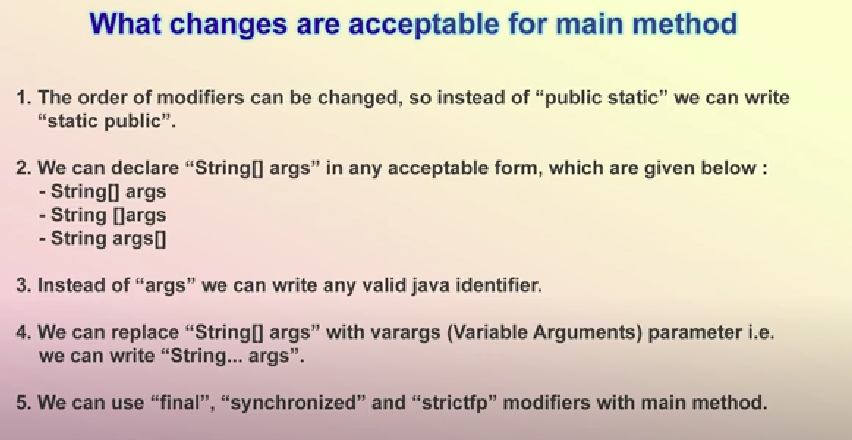 What changes are acceptable for main method
1. The order of modifiers can be changed, so instead of “public static” we can write
“static public”.
2. We can declare “String[] args” in any acceptable form, which are given below :
- String[] args
- String []args
- String args[]
3. Instead of “args” we can write any valid java identifier.
4. We can replace “String[] args” with varargs (Variable Arguments) parameter i.e.
we can write “String... args”.
5. We can use “final”, “synchronized” and “strictfp” modifiers with main method.